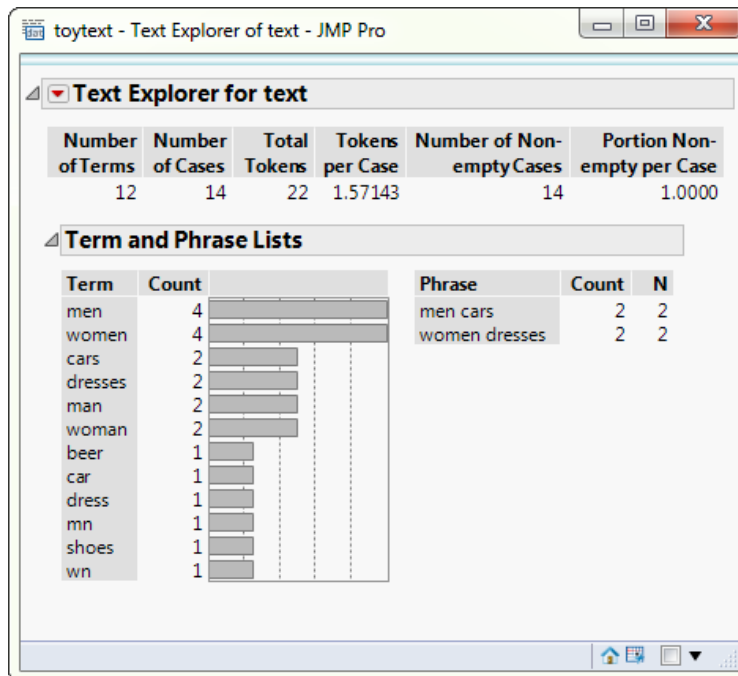 toytext - Text Explorer of text - JMP Pro
Text Explorer for text
Number of Terms Number of Cases Total Tokens Tokens per Case Number of Non-empty Cases Portion Non-empty per Case
12 14 22 1.57143 14 1.0000
Term and Phrase Lists
Term Count Phrase Count N
men 4 men cars 2 2
women 4 women dresses 2 2
cars 2
dresses 2
man 2
woman 2
beer 1
car 1
dress 1
mn 1
shoes 1
wn 1